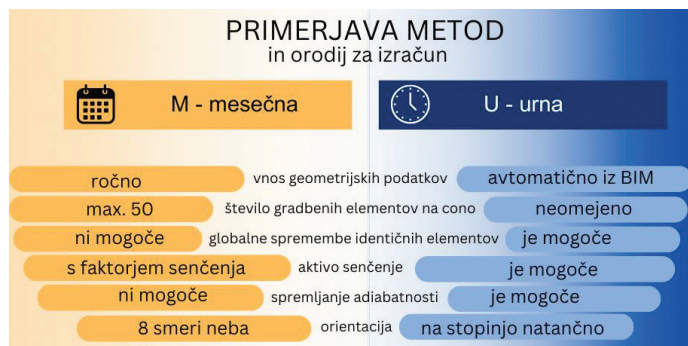 PRIMERJAVA METOD
in orodij za izračun
M - mesečna
U - urna
ročno vnos geometrijskih podatkov avtomatično iz BIM
max. 50 število gradbenih elementov na cono neomejeno
ni mogoče globalne spremembe identičnih elementov je mogoče
s faktorjem senčenja aktivo senčenje je mogoče
ni mogoče spremljanje adiabatnosti je mogoče
8 smeri neba orientacija na stopinjo natančno